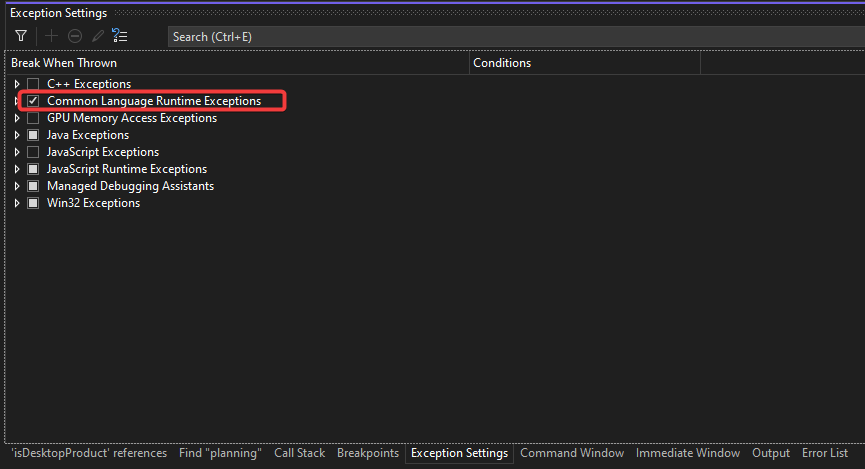 Exception Settings
Search (Ctrl+E)
Break When Thrown Conditions
C++ Exceptions
Common Language Runtime Exceptions
GPU Memory Access Exceptions
Java Exceptions
JavaScript Exceptions
JavaScript Runtime Exceptions
Managed Debugging Assistants
Win32 Exceptions
'isDesktopProduct' references Find "planning" Call Stack Breakpoints Exception Settings Command Window Immediate Window Output Error List